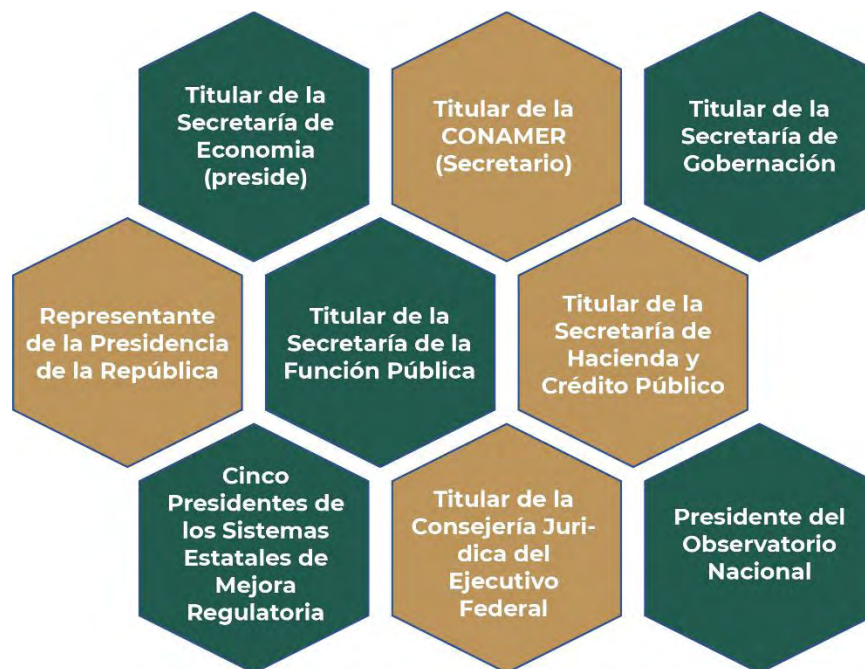 Titular de la
Secretaría de
Economia
(preside)
Titular de la
CONAMER
(Secretario)
Titular de la
Secretaría de
Gobernación
Representante
de la Presidencia
de la República
Titular de la
Secretaría de la
Función Pública
Titular de la
Secretaría de
Hacienda y
Crédito Público
Cinco
Presidentes de
los Sistemas
Estatales de
Mejora
Regulatoria
Titular de la
Consejería Juri-
dica del
Ejecutivo
Federal
Presidente del
Observatorio
Nacional